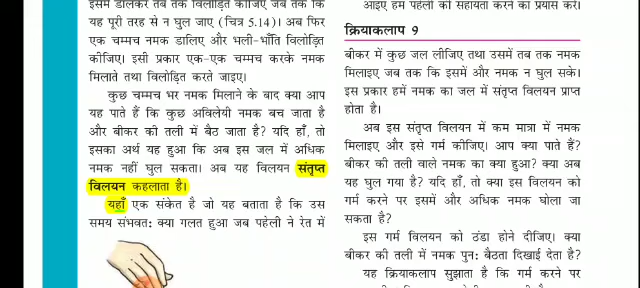 इसमें डालकर तब तक विलोडित कीजिए जब तक कि
यह पूरी तरह से न घुल जाए (चित्र 5.14)। अब फिर
एक चम्मच नमक डालिए और भली-भाँति विलोडित
कीजिए। इसी प्रकार एक-एक चम्मच करके नमक
मिलाते तथा विलोडित करते जाइए।
कुछ चम्मच भर नमक मिलाने के बाद क्या आप
यह पाते हैं कि कुछ अविलेयी नमक बच जाता है
और बीकर की तली में बैठ जाता है? यदि हाँ, तो
इसका अर्थ यह हुआ कि अब इस जल में अधिक
नमक नहीं घुल सकता। अब यह विलयन संतृप्त
विलयन कहलाता है।
यहाँ एक संकेत है जो यह बताता है कि उस
समय संभवत: क्या गलत हुआ जब पहेली ने रेत में
आइए हम पहेली की सहायता करने का प्रयास करें।
क्रियाकलाप 9
बीकर में कुछ जल लीजिए तथा उसमें तब तक नमक
मिलाइए जब तक कि इसमें और नमक न घुल सके।
इस प्रकार हमें नमक का जल में संतृप्त विलयन प्राप्त
होता है।
अब इस संतृप्त विलयन में कम मात्रा में नमक
मिलाइए और इसे गर्म कीजिए। आप क्या पाते हैं?
बीकर की तली वाले नमक का क्या हुआ? क्या अब
यह घुल गया है? यदि हाँ, तो क्या इस विलयन को
गर्म करने पर इसमें और अधिक नमक घोला जा
सकता है?
इस गर्म विलयन को ठंडा होने दीजिए। क्या
बीकर की तली में नमक पुन: बैठता दिखाई देता है?
यह क्रियाकलाप सुझाता है कि गर्म करने पर